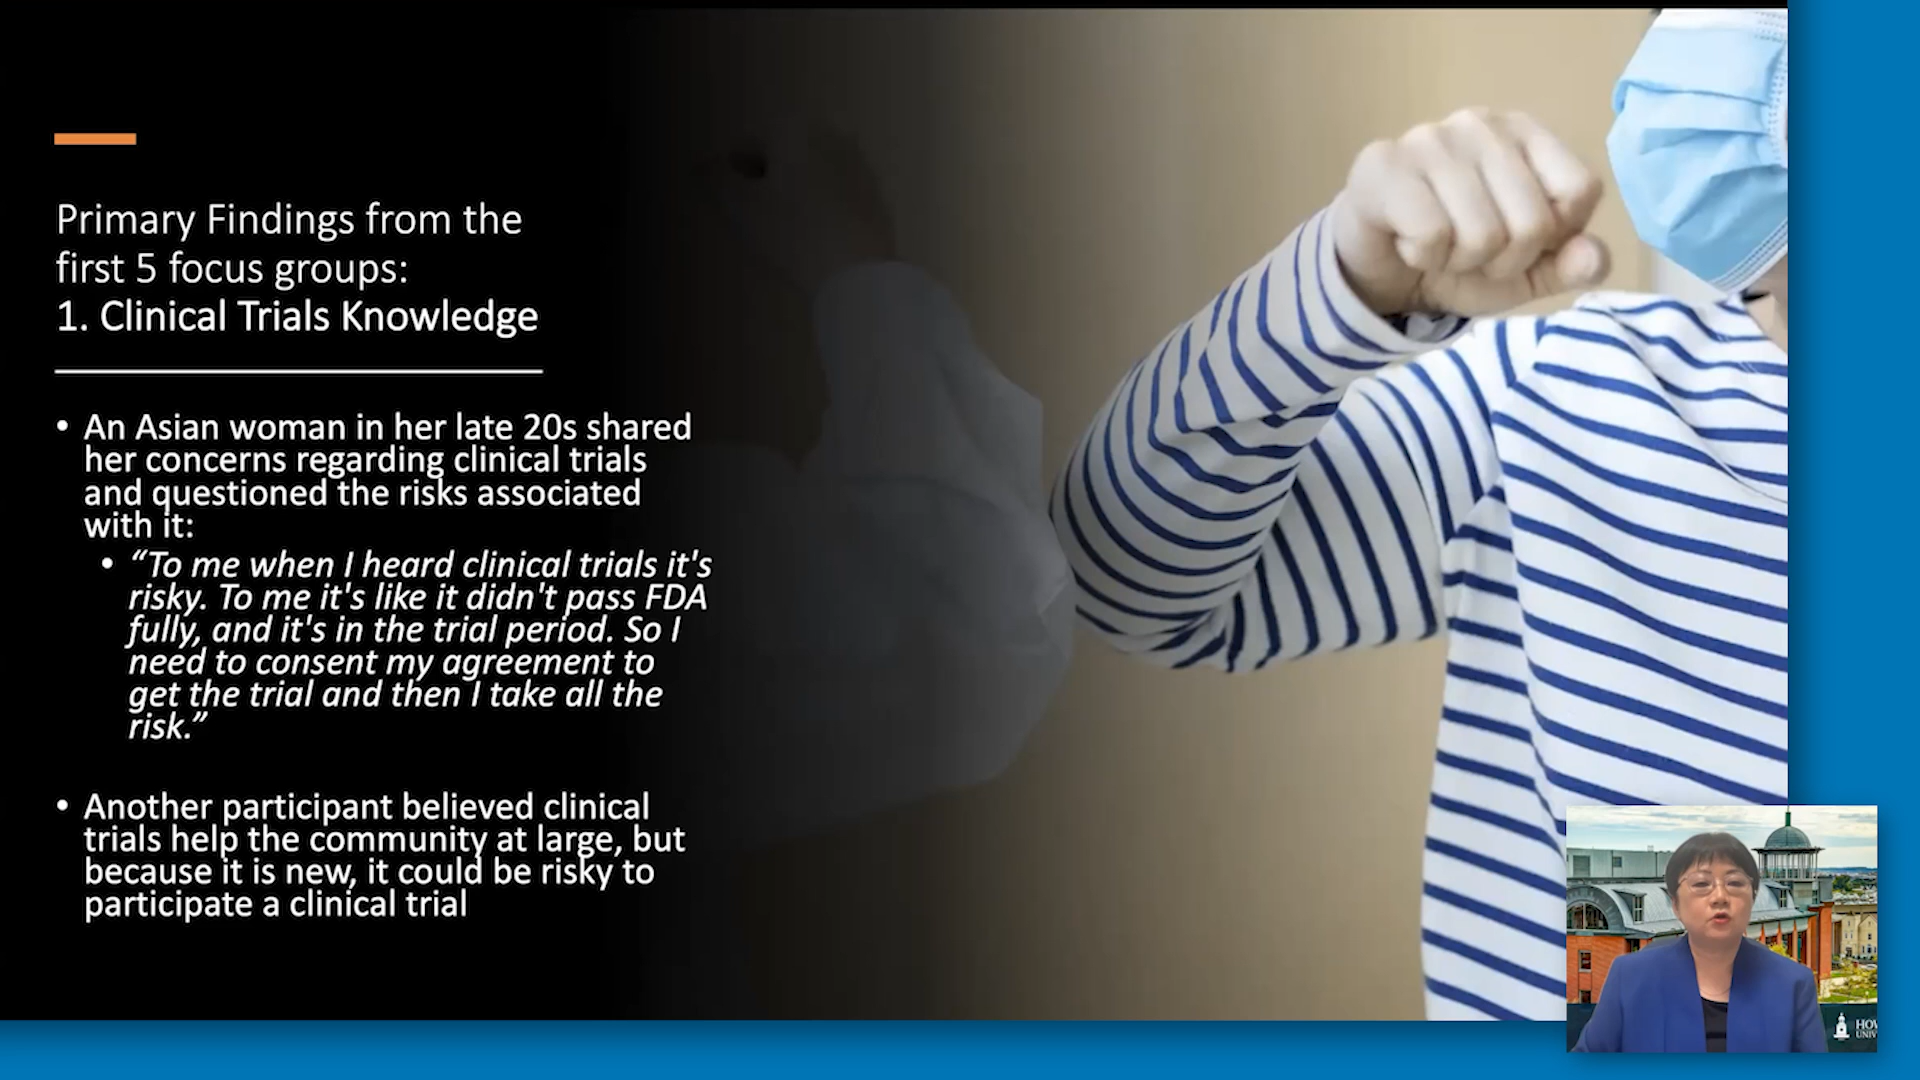 Primary Findings from the
first 5 focus groups:
1. Clinical Trials Knowledge
• An Asian woman in her late 20s shared
her concerns regarding clinical trials
and questioned the risks associated
with it:
• “To me when I heard clinical trials it's
risky. To me it's like it didn't pass FDA
fully, and it's in the trial period. So I
need to consent my agreement to
get the trial and then I take all the
risk.”
• Another participant believed clinical
trials help the community at large, but
because it is new, it could be risky to
participate a clinical trial